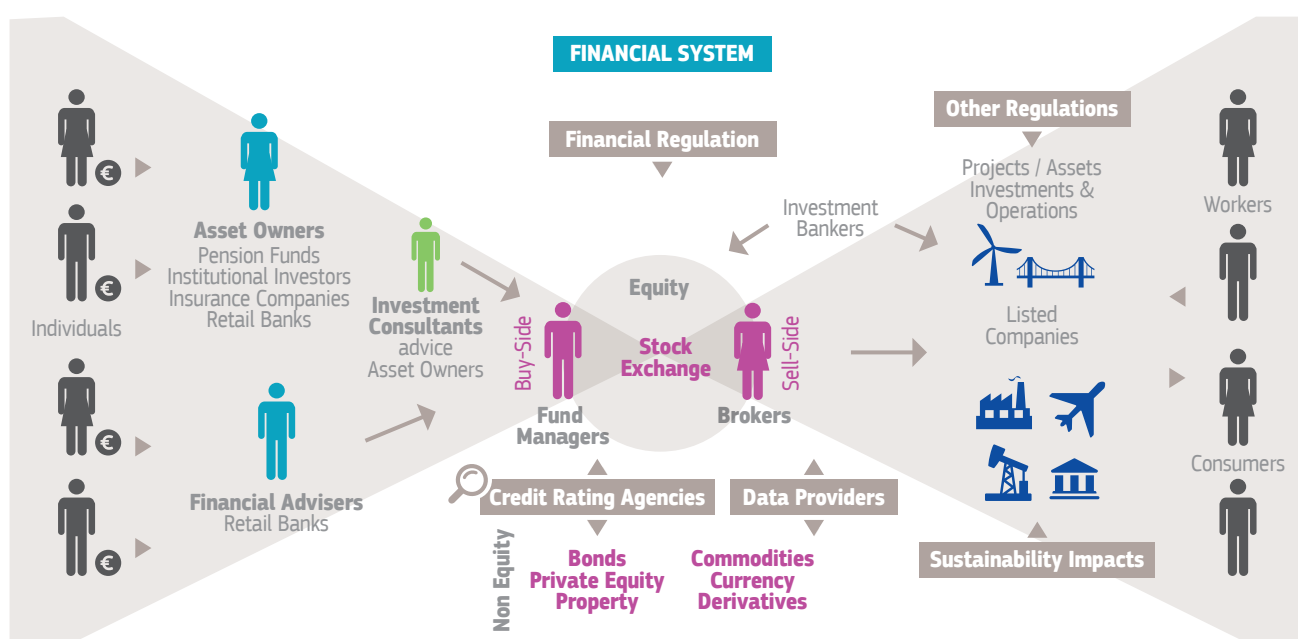 FINANCIAL SYSTEM
Financial Regulation
Other Regulations
Projects / Assets
Investments &
Operations
Investment
Bankers
Workers
€
€
Individuals
€
€
Asset Owners
Pension Funds
Institutional Investors
Insurance Companies
Retail Banks
Investment
Consultants
advice
Asset Owners
Financial Advisers
Retail Banks
Equity
Buy-Side
Stock
Exchange
Sell-Side
Fund
Managers
Brokers
Listed
Companies
Consumers
Credit Rating Agencies
Data Providers
Non Equity
Bonds
Private Equity
Property
Commodities
Currency
Derivatives
Sustainability Impacts